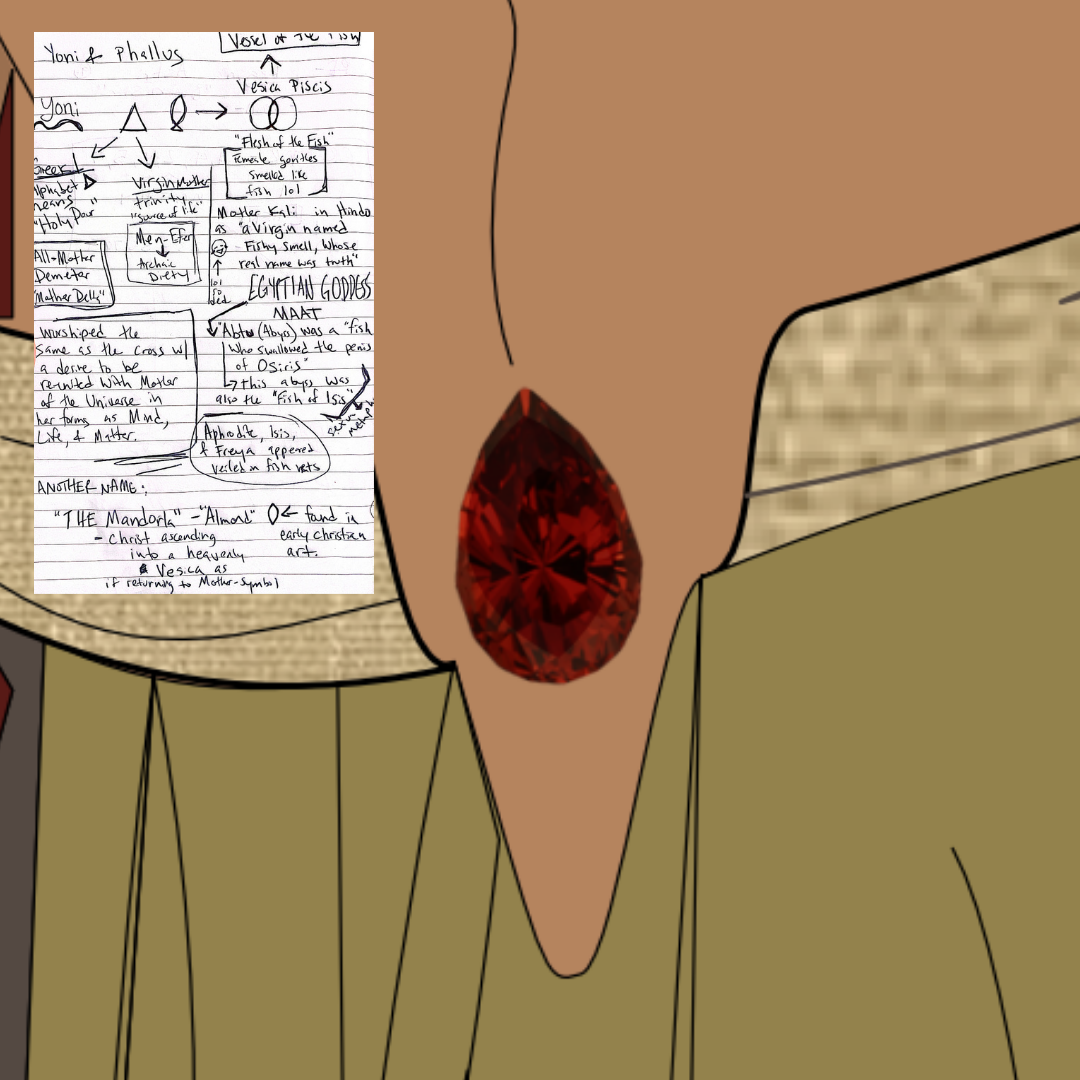 Yoni & Phallus
Vessel of the Fish
Vesica Piscis
Yoni
"Flesh of the Fish"
female genitles
smelled like
fish lol
Greek
Alphabet
means
"Holy Door"
All-Mother
Demeter
"Mother Delta"
Virgin Mother
trinity
"source of life"
Men-Efer
Archaic
Diety
Mother Kali in Hindo
as "a Virgin named
Fishy Smell, Whose
real name was truth"
lol
so
ded
EGYPTIAN GODDESS
MAAT
"Abtu (Abyss) was a "fish
who swallowed the penis
of Osiris"
this abyss was
also the "Fish of Isis"
Worshiped the
same as the cross w/
a desire to be
reunited with Mother
of the Universe in
her forms as Mind,
Life, & Matter.
Aphrodite, Isis,
& Freya appered
veiled in fish nets
ANOTHER NAME:
"THE Mandorla" - "Almond" found in
early christian
art.
- Christ ascending
into a heavenly
Vesica as
if returning to Mother-Symbol